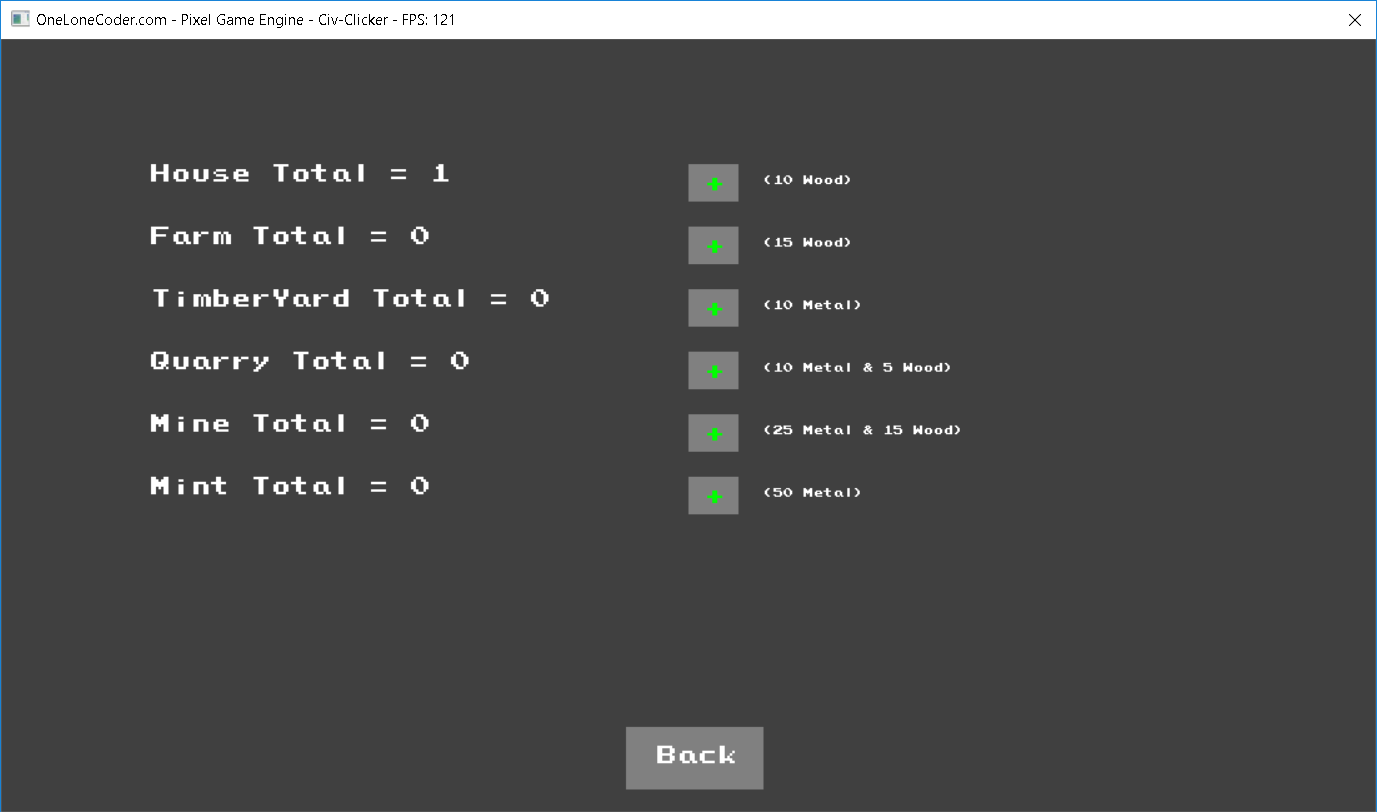 OneLoneCoder.com - Pixel Game Engine - Civ-Clicker - FPS: 121
House Total = 1 + (10 Wood)
Farm Total = 0 + (15 Wood)
TimberYard Total = 0 + (10 Metal)
Quarry Total = 0 + (10 Metal & 5 Wood)
Mine Total = 0 + (25 Metal & 15 Wood)
Mint Total = 0 + (50 Metal)
Back